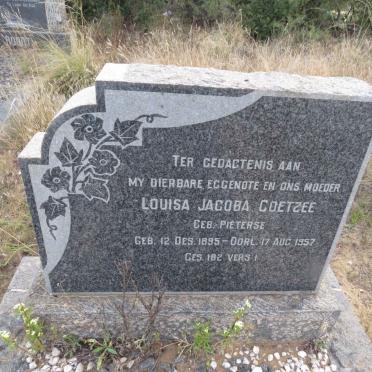 TER GEDAGTENIS AAN
MY DIERBARE EGGENOTE EN ONS MOEDER
LOUISA JACOBA COETZEE
GEB. PIETERSE
GEB. 12 DES. 1895 - OORL. 17 AUG. 1957
GES. 182 VERS 1